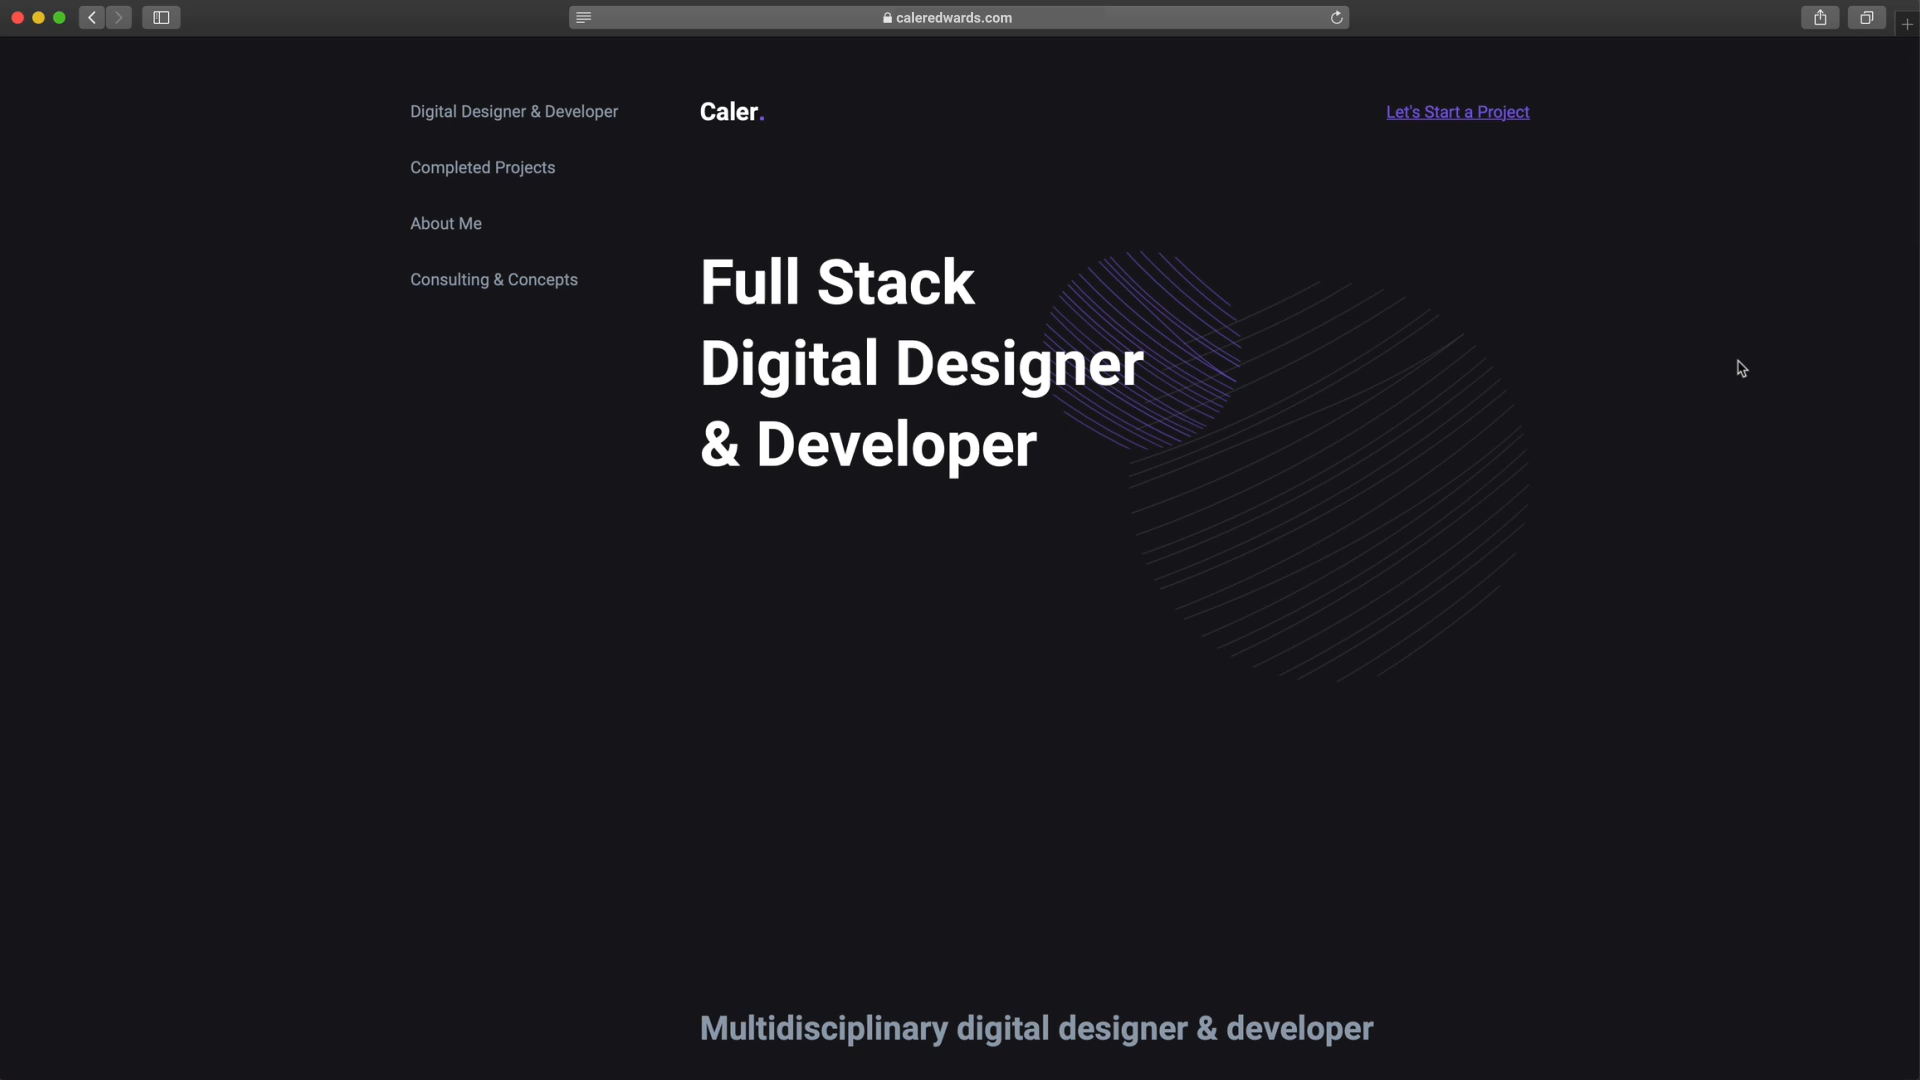 caleredwards.com
Digital Designer & Developer
Completed Projects
About Me
Consulting & Concepts
Caler.
Let's Start a Project
Full Stack
Digital Designer
& Developer
Multidisciplinary digital designer & developer